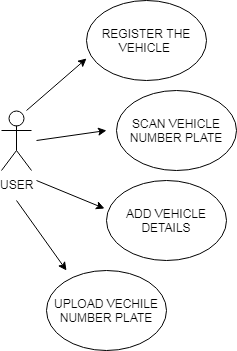 REGISTER THE
VEHICLE
SCAN VEHICLE
NUMBER PLATE
USER
ADD VEHICLE
DETAILS
UPLOAD VECHILE
NUMBER PLATE